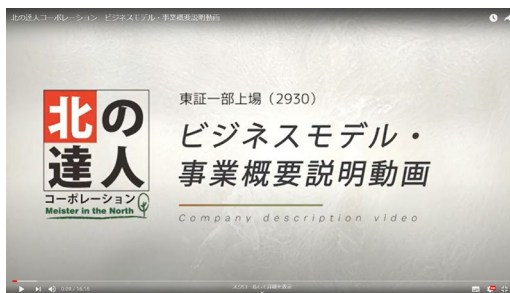 北の達人コーポレーション ビジネスモデル・事業概要説明動画
北の
達人
コーポレーション
Meister in the North
東証一部上場（2930）
ビジネスモデル・
事業概要説明動画
Company description video